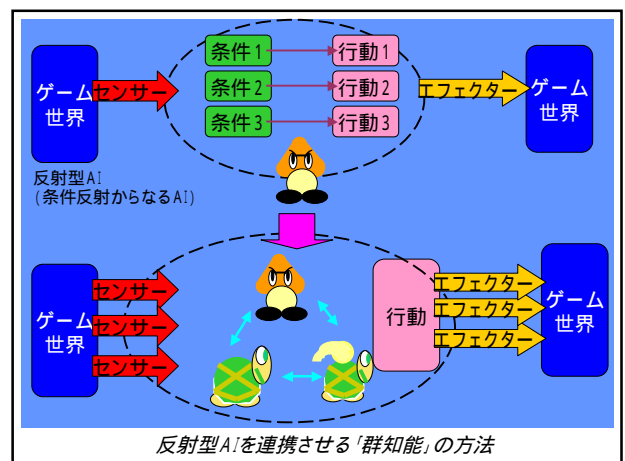 ゲーム
世界
センサー
条件1
行動1
条件2
行動2
条件3
行動3
エフェクター
ゲーム
世界
反射型AI
(条件反射からなるAI)
ゲーム
世界
センサー
センサー
センサー
行動
エフェクター
エフェクター
エフェクター
ゲーム
世界
反射型AIを連携させる「群知能」の方法